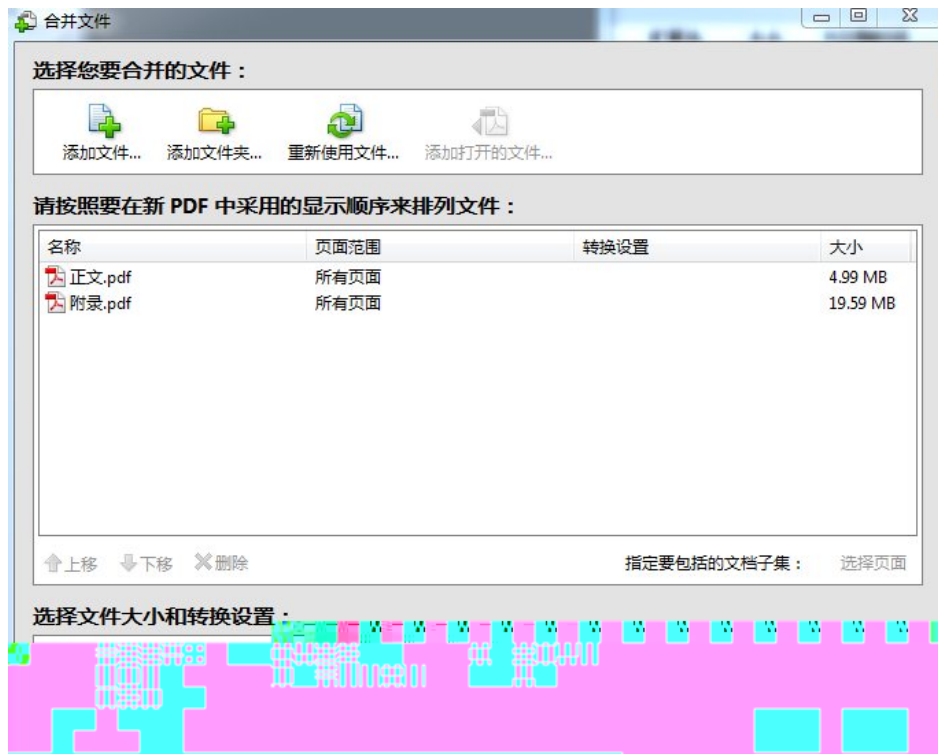 合并文件
选择您要合并的文件：
添加文件... 添加文件夹... 重新使用文件... 添加打开的文件...
请按照要在新 PDF 中采用的显示顺序来排列文件：
名称 页面范围 转换设置 大小
正文.pdf 所有页面 4.99 MB
附录.pdf 所有页面 19.59 MB
上移 下移 删除 指定要包括的文档子集： 选择页面
选择文件大小和转换设置：